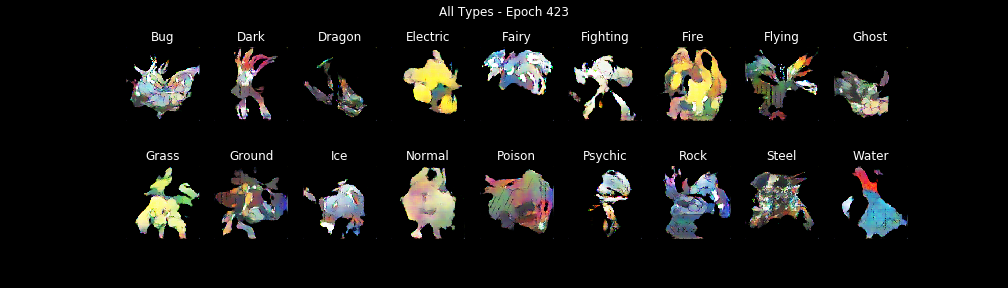 All Types - Epoch 423
Bug Dark Dragon Electric Fairy Fighting Fire Flying Ghost
Grass Ground Ice Normal Poison Psychic Rock Steel Water